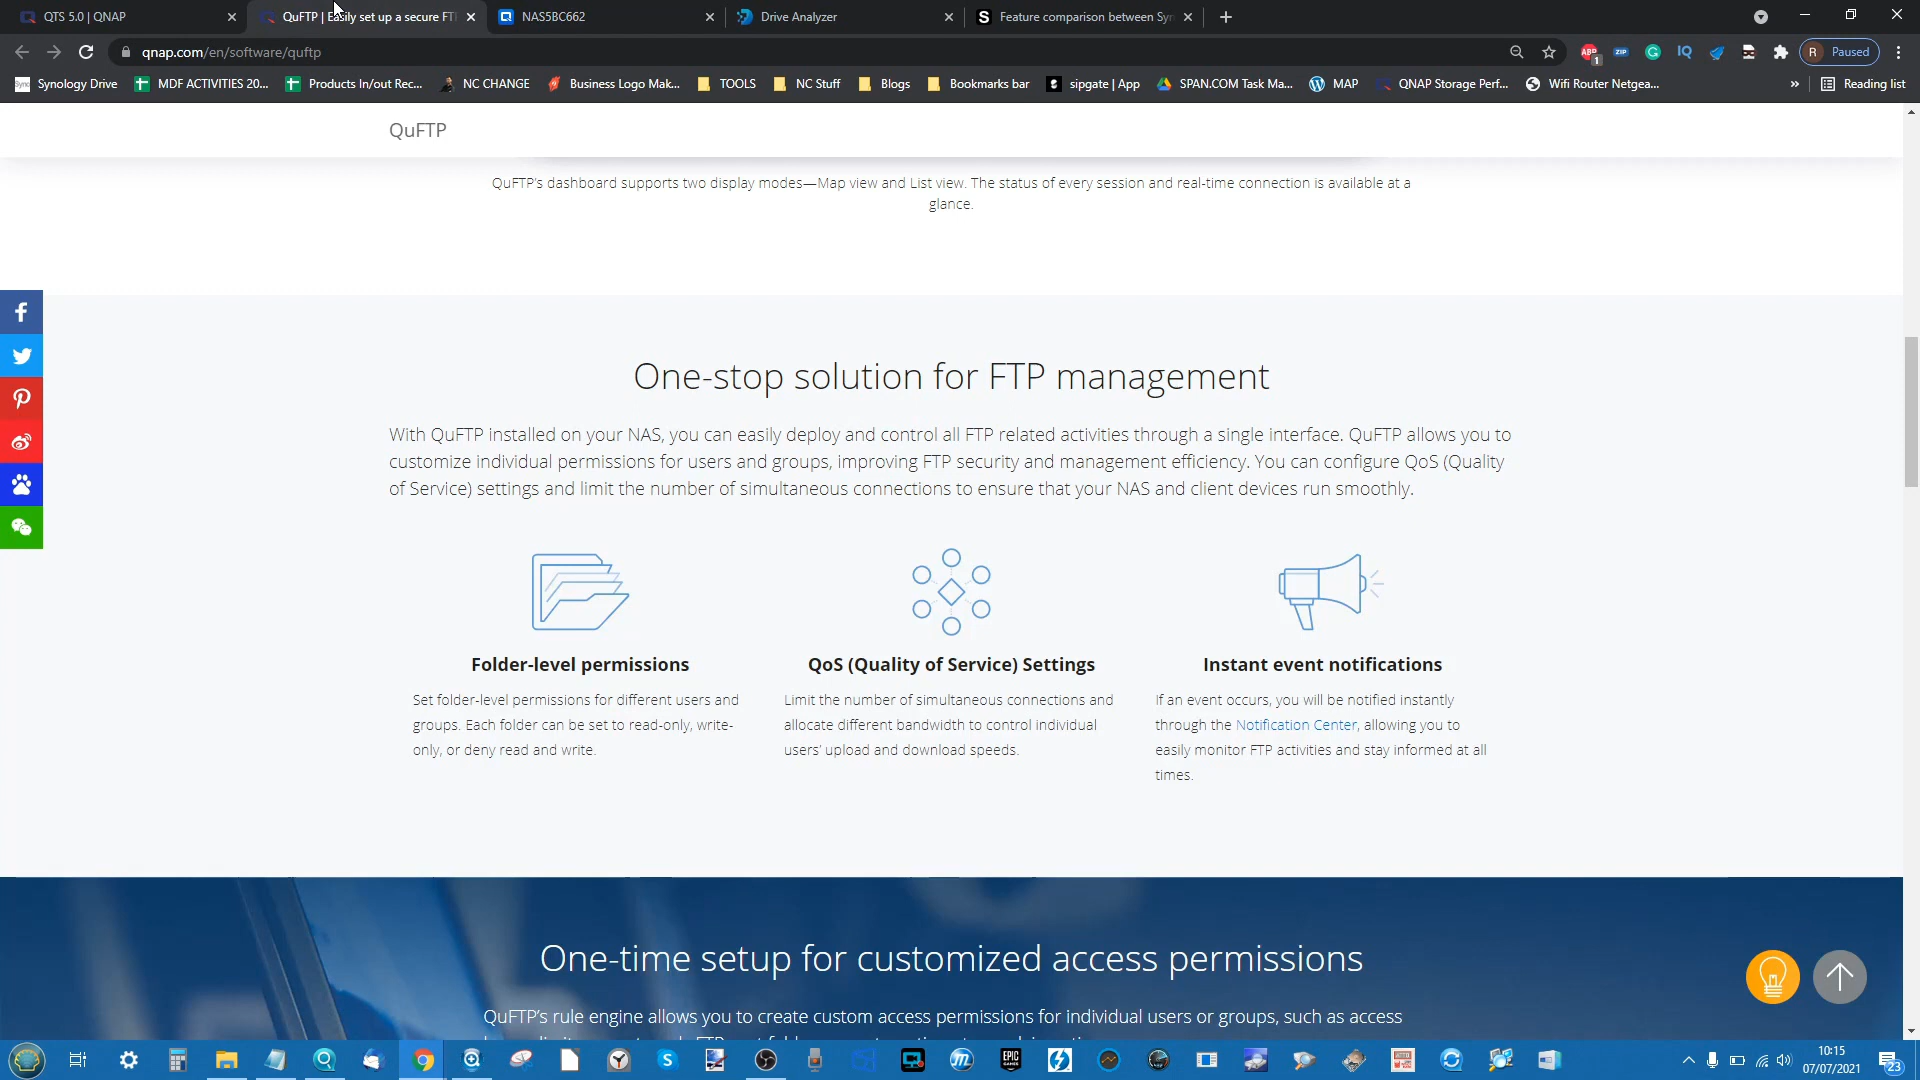 QTS 5.0 | QNAP
QuFTP | Easily set up a secure FT
NAS5BC662
Drive Analyzer
Feature comparison between Syn
qnap.com/en/software/quftp
ABP
1
ZIP
IQ
R Paused
Synology Drive
MDF ACTIVITIES 20...
Products In/out Rec...
NC CHANGE
Business Logo Mak...
TOOLS
NC Stuff
Blogs
Bookmarks bar
sipgate | App
SPAN.COM Task Ma...
MAP
QNAP Storage Perf...
Wifi Router Netgea...
»
Reading list
QuFTP
QuFTP's dashboard supports two display modes—Map view and List view. The status of every session and real-time connection is available at a
glance.
One-stop solution for FTP management
With QuFTP installed on your NAS, you can easily deploy and control all FTP related activities through a single interface. QuFTP allows you to
customize individual permissions for users and groups, improving FTP security and management efficiency. You can configure QoS (Quality
of Service) settings and limit the number of simultaneous connections to ensure that your NAS and client devices run smoothly.
Folder-level permissions
Set folder-level permissions for different users and
groups. Each folder can be set to read-only, write-
only, or deny read and write.
QoS (Quality of Service) Settings
Limit the number of simultaneous connections and
allocate different bandwidth to control individual
users' upload and download speeds.
Instant event notifications
If an event occurs, you will be notified instantly
through the Notification Center, allowing you to
easily monitor FTP activities and stay informed at all
times.
One-time setup for customized access permissions
QuFTP's rule engine allows you to create custom access permissions for individual users or groups, such as access
EPIC
GAMES
10:15
07/07/2021
23